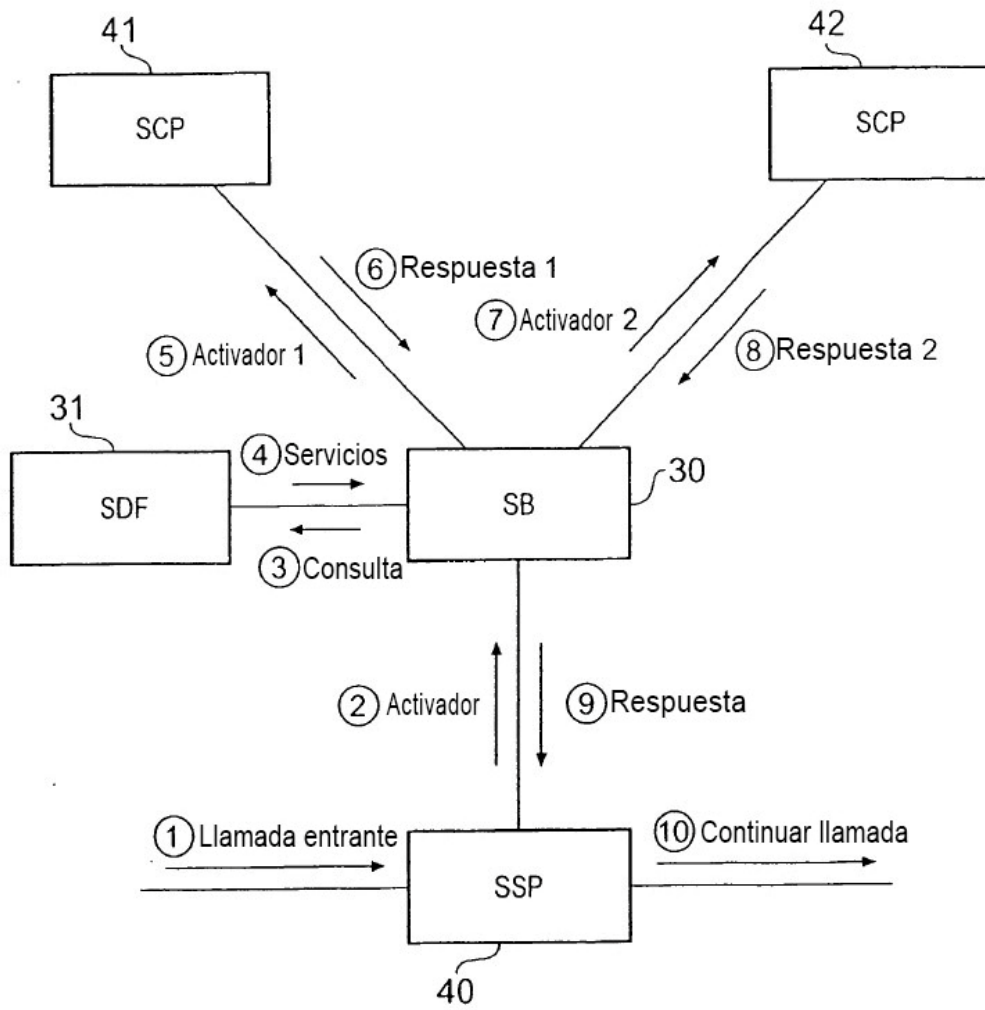 41
42
SCP
SCP
⑥ Respuesta 1
⑦ Activador 2
⑤ Activador 1
⑧ Respuesta 2
31
④ Servicios
30
SDF
SB
③ Consulta
② Activador
⑨ Respuesta
① Llamada entrante
⑩ Continuar llamada
SSP
40